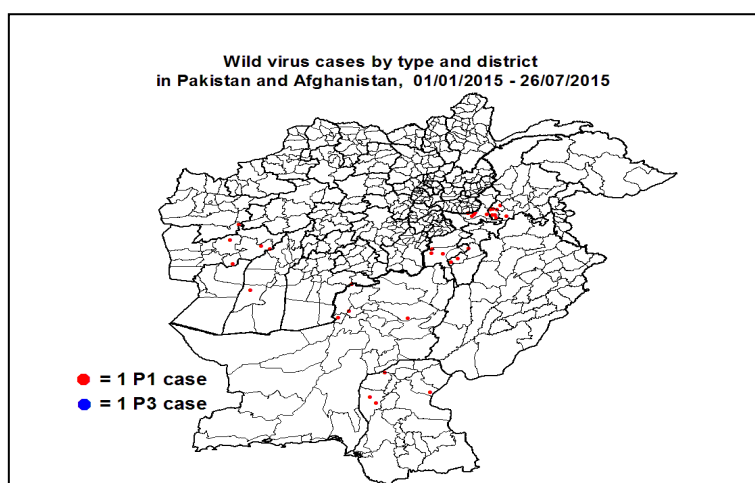 Wild virus cases by type and district
in Pakistan and Afghanistan, 01/01/2015 - 26/07/2015
= 1 P1 case
= 1 P3 case